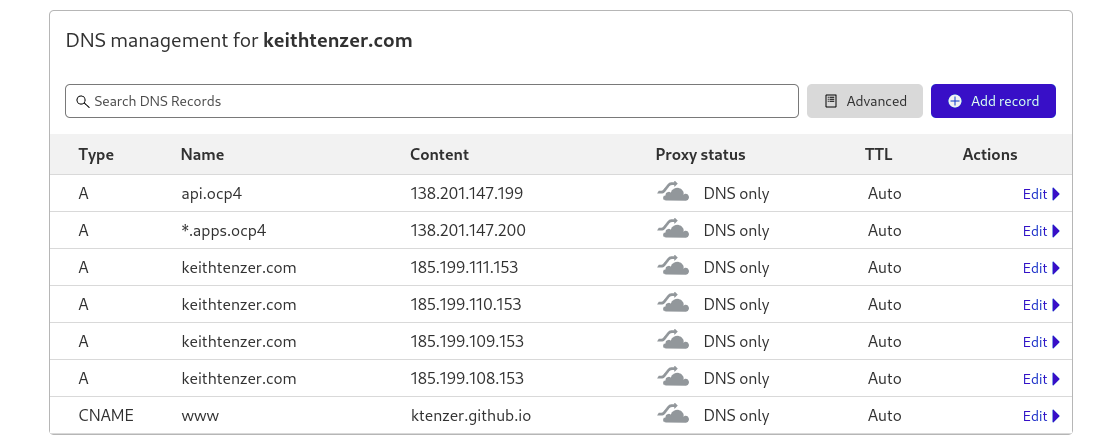 DNS management for keithtenzer.com
Search DNS Records Advanced Add record
Type Name Content Proxy status TTL Actions
A api.ocp4 138.201.147.199 DNS only Auto Edit
A *.apps.ocp4 138.201.147.200 DNS only Auto Edit
A keithtenzer.com 185.199.111.153 DNS only Auto Edit
A keithtenzer.com 185.199.110.153 DNS only Auto Edit
A keithtenzer.com 185.199.109.153 DNS only Auto Edit
A keithtenzer.com 185.199.108.153 DNS only Auto Edit
CNAME www ktenzer.github.io DNS only Auto Edit